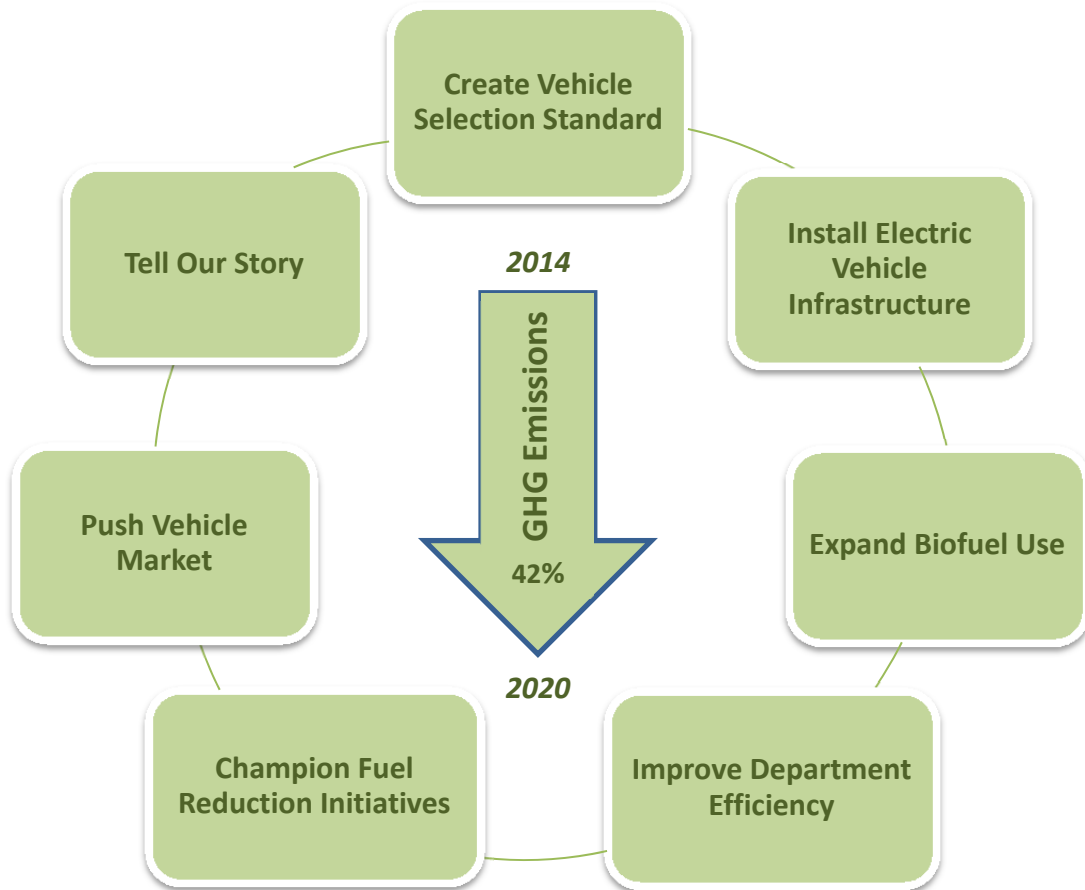 Create Vehicle
Selection Standard
Install Electric
Vehicle
Infrastructure
Expand Biofuel Use
Improve Department
Efficiency
Champion Fuel
Reduction Initiatives
Push Vehicle
Market
Tell Our Story
2014
GHG Emissions
42%
2020